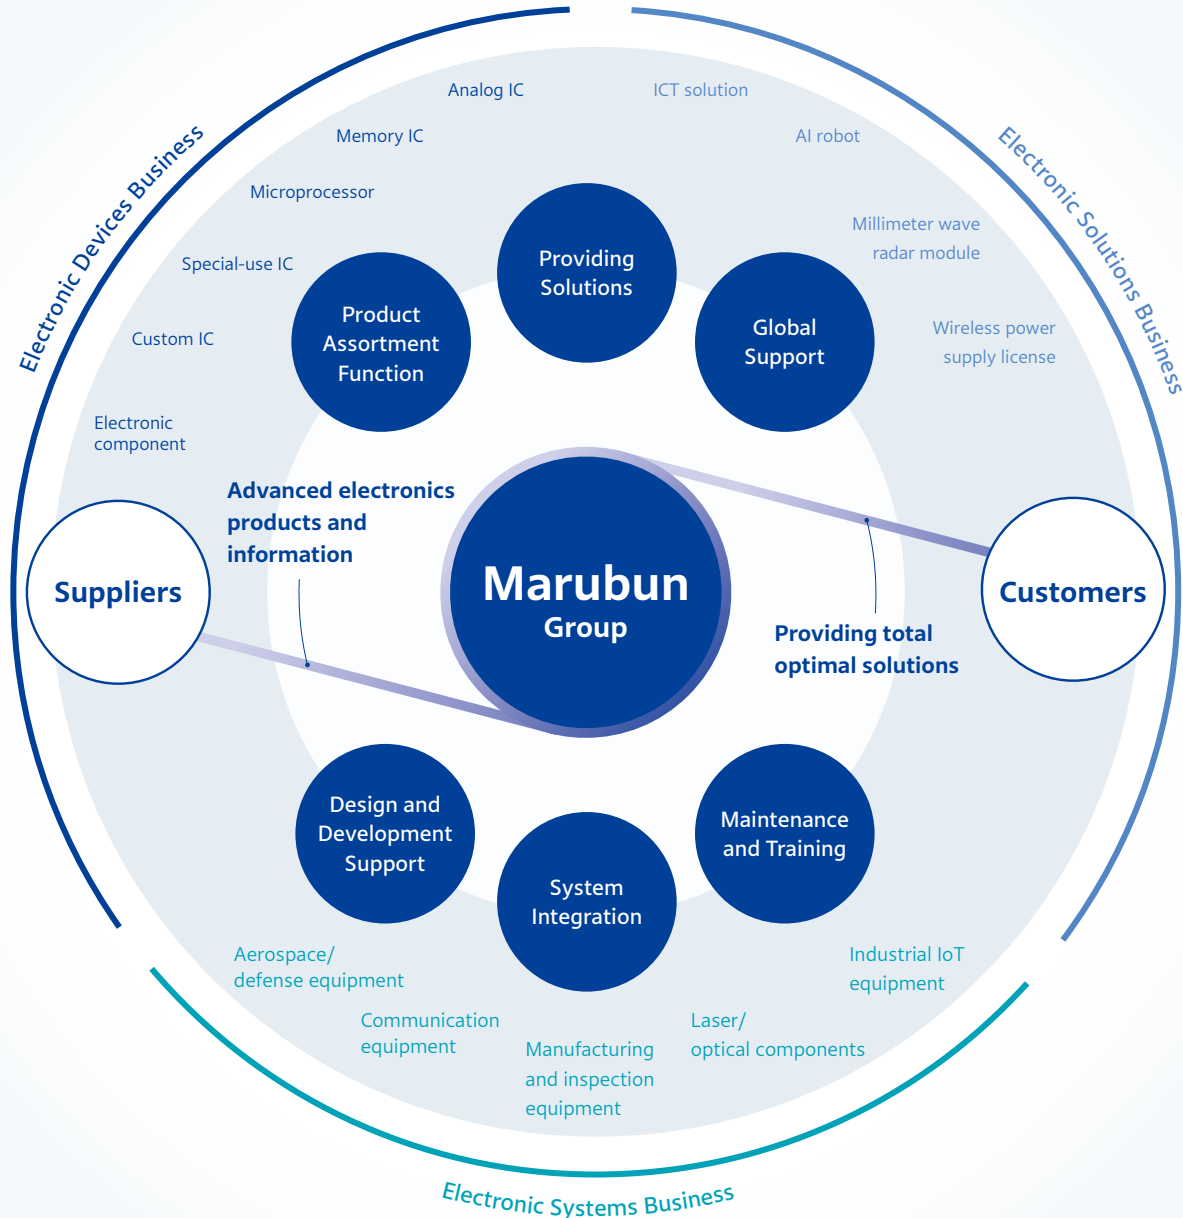 Electronic Devices Business
Analog IC
Memory IC
Microprocessor
Special-use IC
Custom IC
Electronic
component
Electronic Solutions Business
ICT solution
AI robot
Millimeter wave
radar module
Wireless power
supply license
Providing
Solutions
Product
Assortment
Function
Global
Support
Advanced electronics
products and
information
Suppliers
Marubun
Group
Customers
Providing total
optimal solutions
Design and
Development
Support
System
Integration
Maintenance
and Training
Aerospace/
defense equipment
Communication
equipment
Manufacturing
and inspection
equipment
Laser/
optical components
Industrial IoT
equipment
Electronic Systems Business